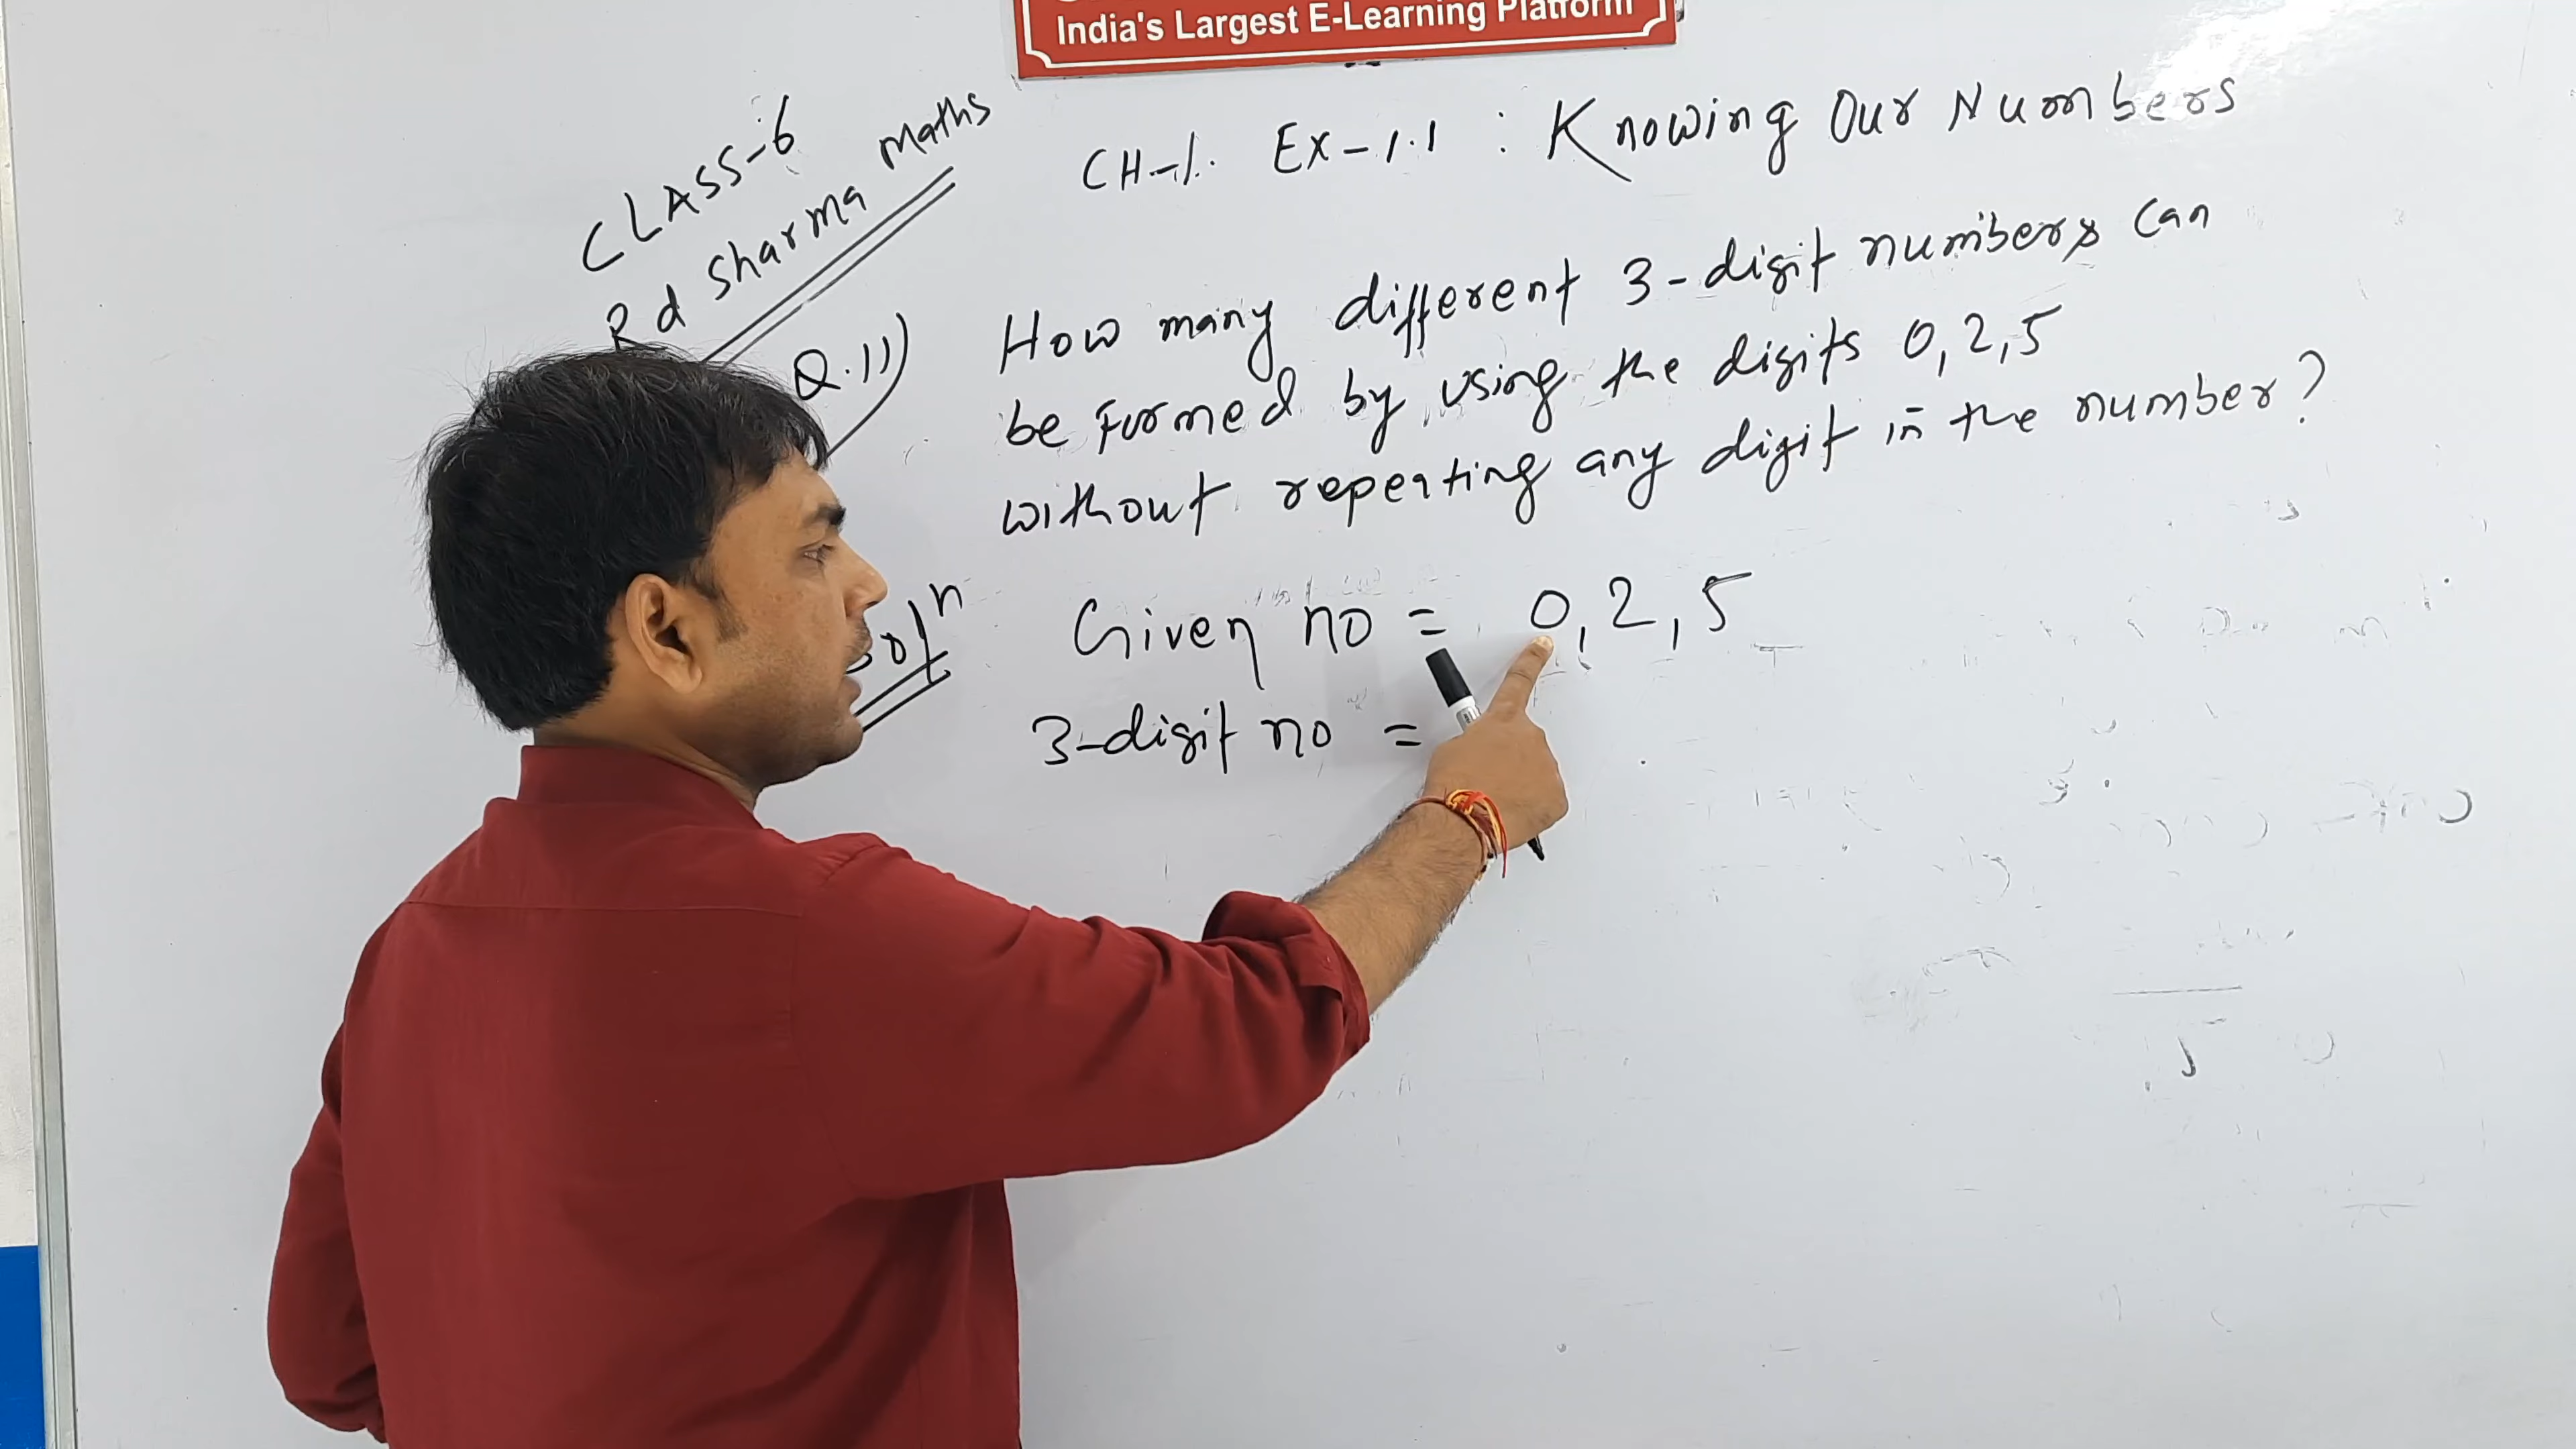 India's Largest E-Learning Platform
CLASS-6
Rd Sharma maths
CH-1. Ex-1.1 : Knowing Our Numbers
Q.11) How many different 3-digit numbers can
be formed by using the digits 0,2,5
without repeating any digit in the number?
Soln Given no = 0,2,5
3-digit no =